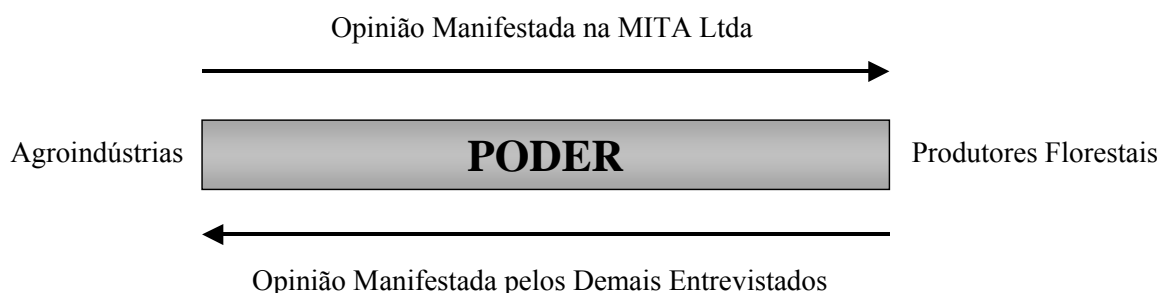 Opinião Manifestada na MITA Ltda
Agroindústrias
PODER
Produtores Florestais
Opinião Manifestada pelos Demais Entrevistados